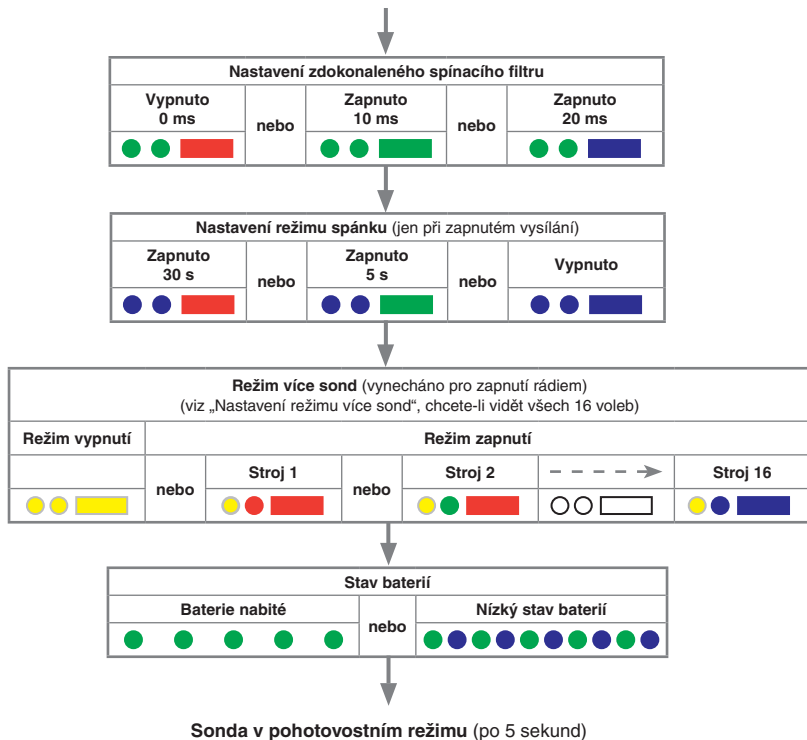 Nastavení zdokonaleného spínacího filtru
Vypnuto
0 ms
nebo
Zapnuto
10 ms
nebo
Zapnuto
20 ms
Nastavení režimu spánku (jen při zapnutém vysílání)
Zapnuto
30 s
nebo
Zapnuto
5 s
nebo
Vypnuto
Režim více sond (vynecháno pro zapnutí rádiem)
(viz „Nastavení režimu více sond“, chcete-li vidět všech 16 voleb)
Režim vypnutí
Režim zapnutí
nebo
Stroj 1
nebo
Stroj 2
Stroj 16
Stav baterií
Baterie nabité
nebo
Nízký stav baterií
Sonda v pohotovostním režimu (po 5 sekund)